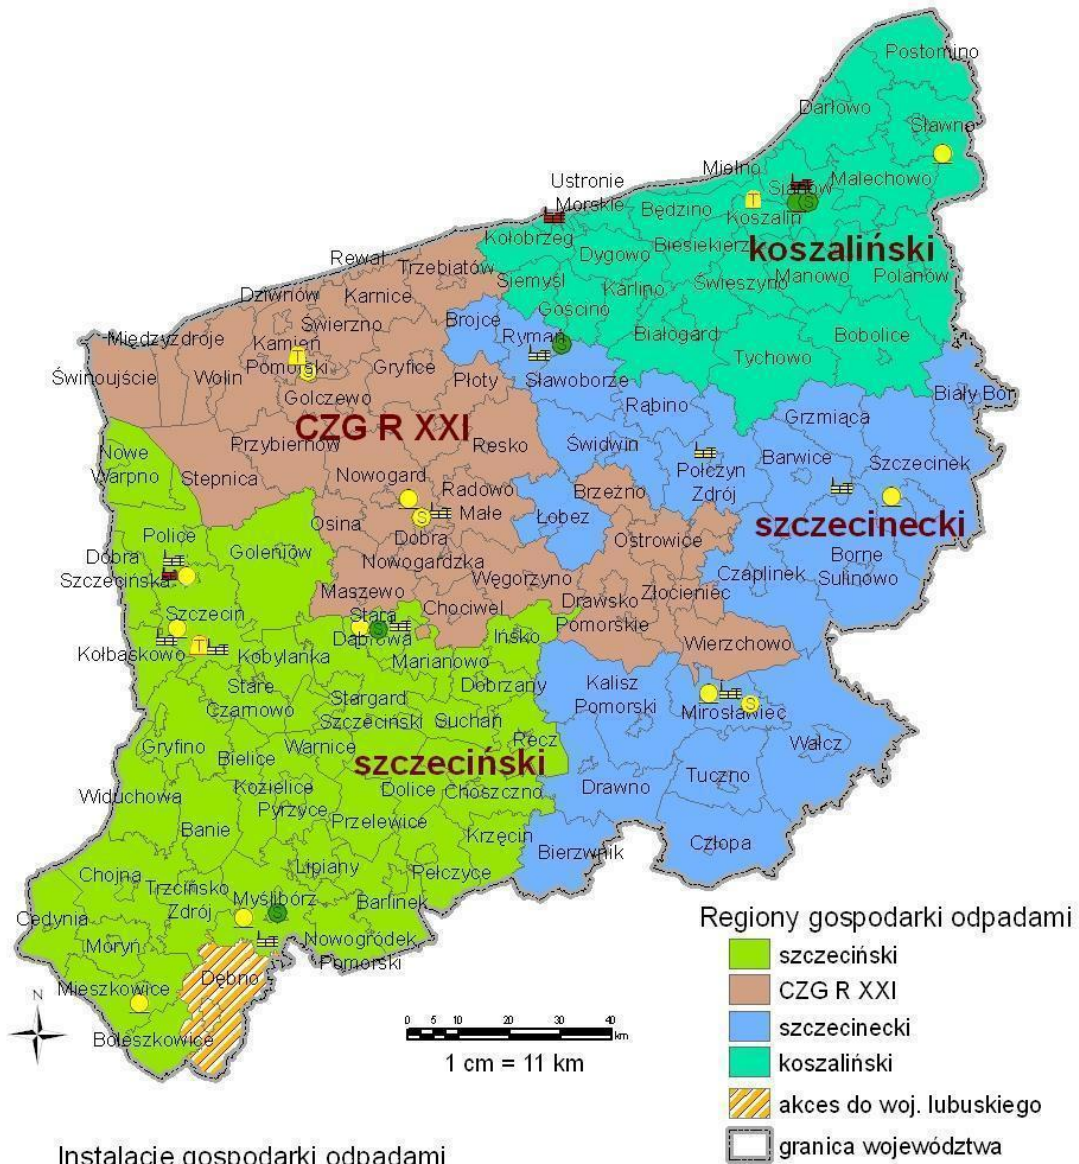 Postomino
Darłowo
Sławno
Mielno
Sianów
Malechowo
Ustronie
Morskie
Będzino
Koszalin
Kołobrzeg
Dygowo
Biesiekierz
koszaliński
Rewal
Trzebiatów
Siemyśl
Karlino
Świeszyno
Manowo
Polanów
Dziwnów
Karnice
Gościno
Brojce
Rymań
Białogard
Bobolice
Międzyzdroje
Świerzno
Kamień
Pomorski
Tychowo
Świnoujście
Wolin
Gryfice
Płoty
Sławoborze
Biały Bór
Golczewo
Rąbino
Grzmiąca
CZG R XXI
Przybiernów
Resko
Świdwin
Barwice
Szczecinek
Nowe
Warpno
Stepnica
Nowogard
Radowo
Małe
Połczyn
Zdrój
Brzeżno
Łobez
Osina
Dobra
Ostrowice
szczecinecki
Police
Goleniów
Nowogardzka
Borne
Sulinowo
Dobra
Szczecińska
Węgorzyno
Czaplinek
Maszewo
Chociwel
Drawsko
Pomorskie
Złocieniec
Szczecin
Stara
Dąbrowa
Ińsko
Wierzchowo
Kołbaskowo
Kobylanka
Marianowo
Stare
Czarnowo
Dobrzany
Kalisz
Pomorski
Stargard
Szczeciński
Suchań
Mirosławiec
Gryfino
Warnice
Recz
Wałcz
Bielice
szczeciński
Tuczno
Widuchowa
Kozielice
Dolice
Choszczno
Drawno
Pyrzyce
Przelewice
Banie
Krzęcin
Bierzwnik
Człopa
Lipiany
Chojna
Pełczyce
Trzcińsko
Zdrój
Myślibórz
Barlinek
Cedynia
Moryń
Nowogródek
Pomorski
Dębno
Mieszkowice
Boleszkowice
N
0 5 10 20 30 40
km
1 cm = 11 km
Regiony gospodarki odpadami
szczeciński
CZG R XXI
szczecinecki
koszaliński
akces do woj. lubuskiego
granica województwa
Instalacje gospodarki odpadami